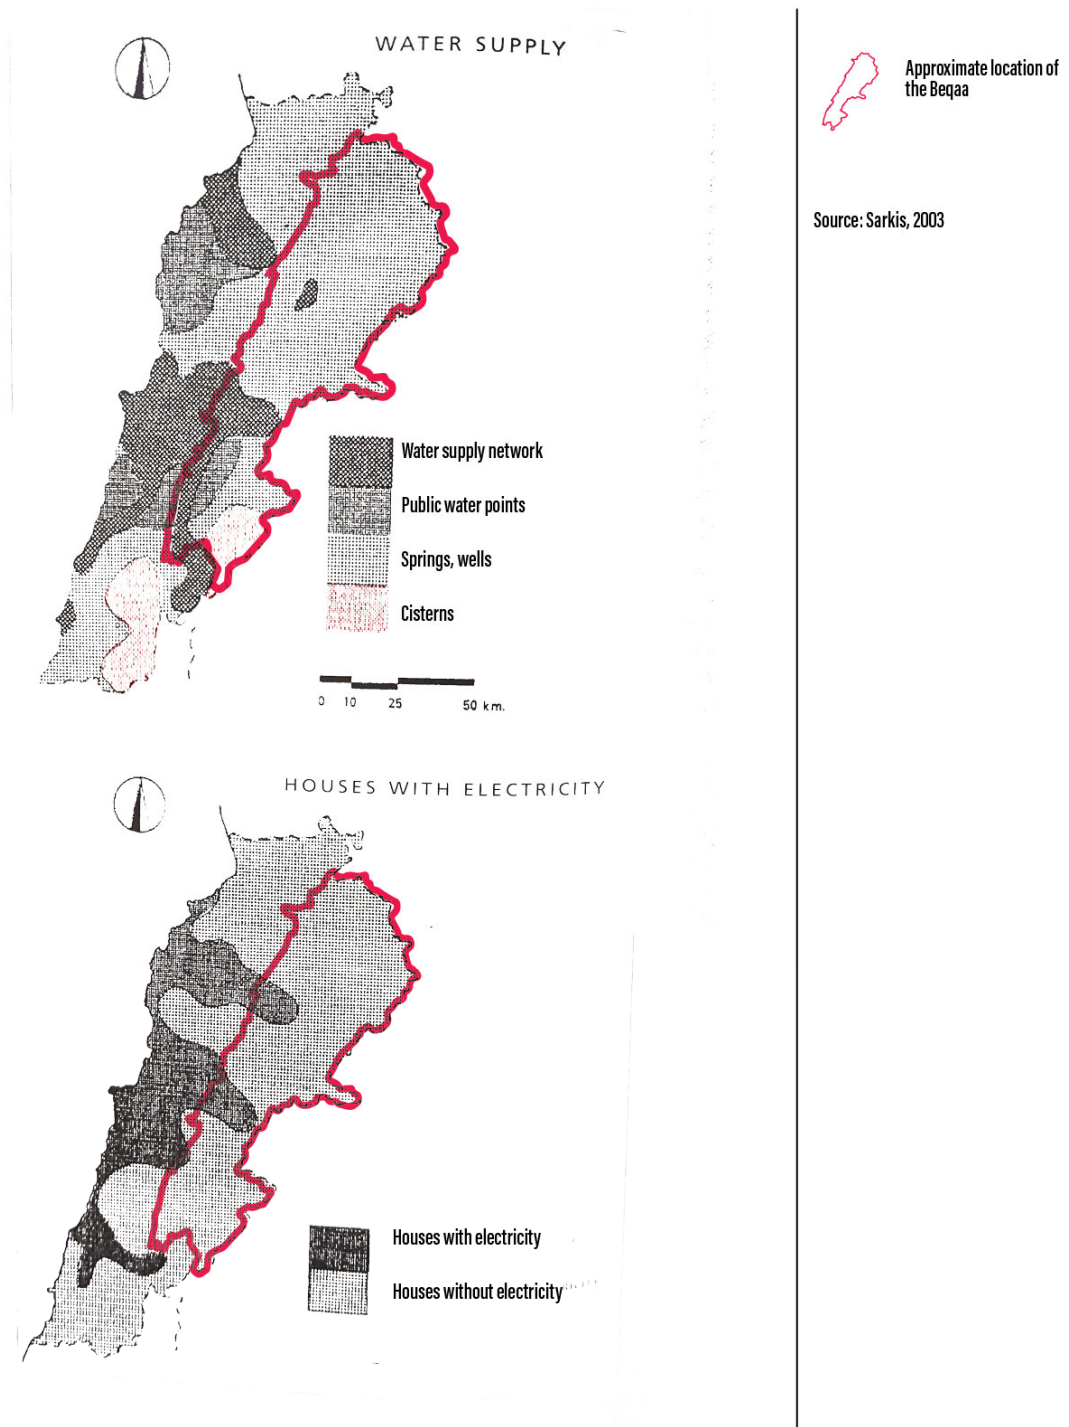 WATER SUPPLY
Approximate location of
the Beqaa
Source: Sarkis, 2003
Water supply network
Public water points
Springs, wells
Cisterns
0 10 25 50 km.
HOUSES WITH ELECTRICITY
Houses with electricity
Houses without electricity